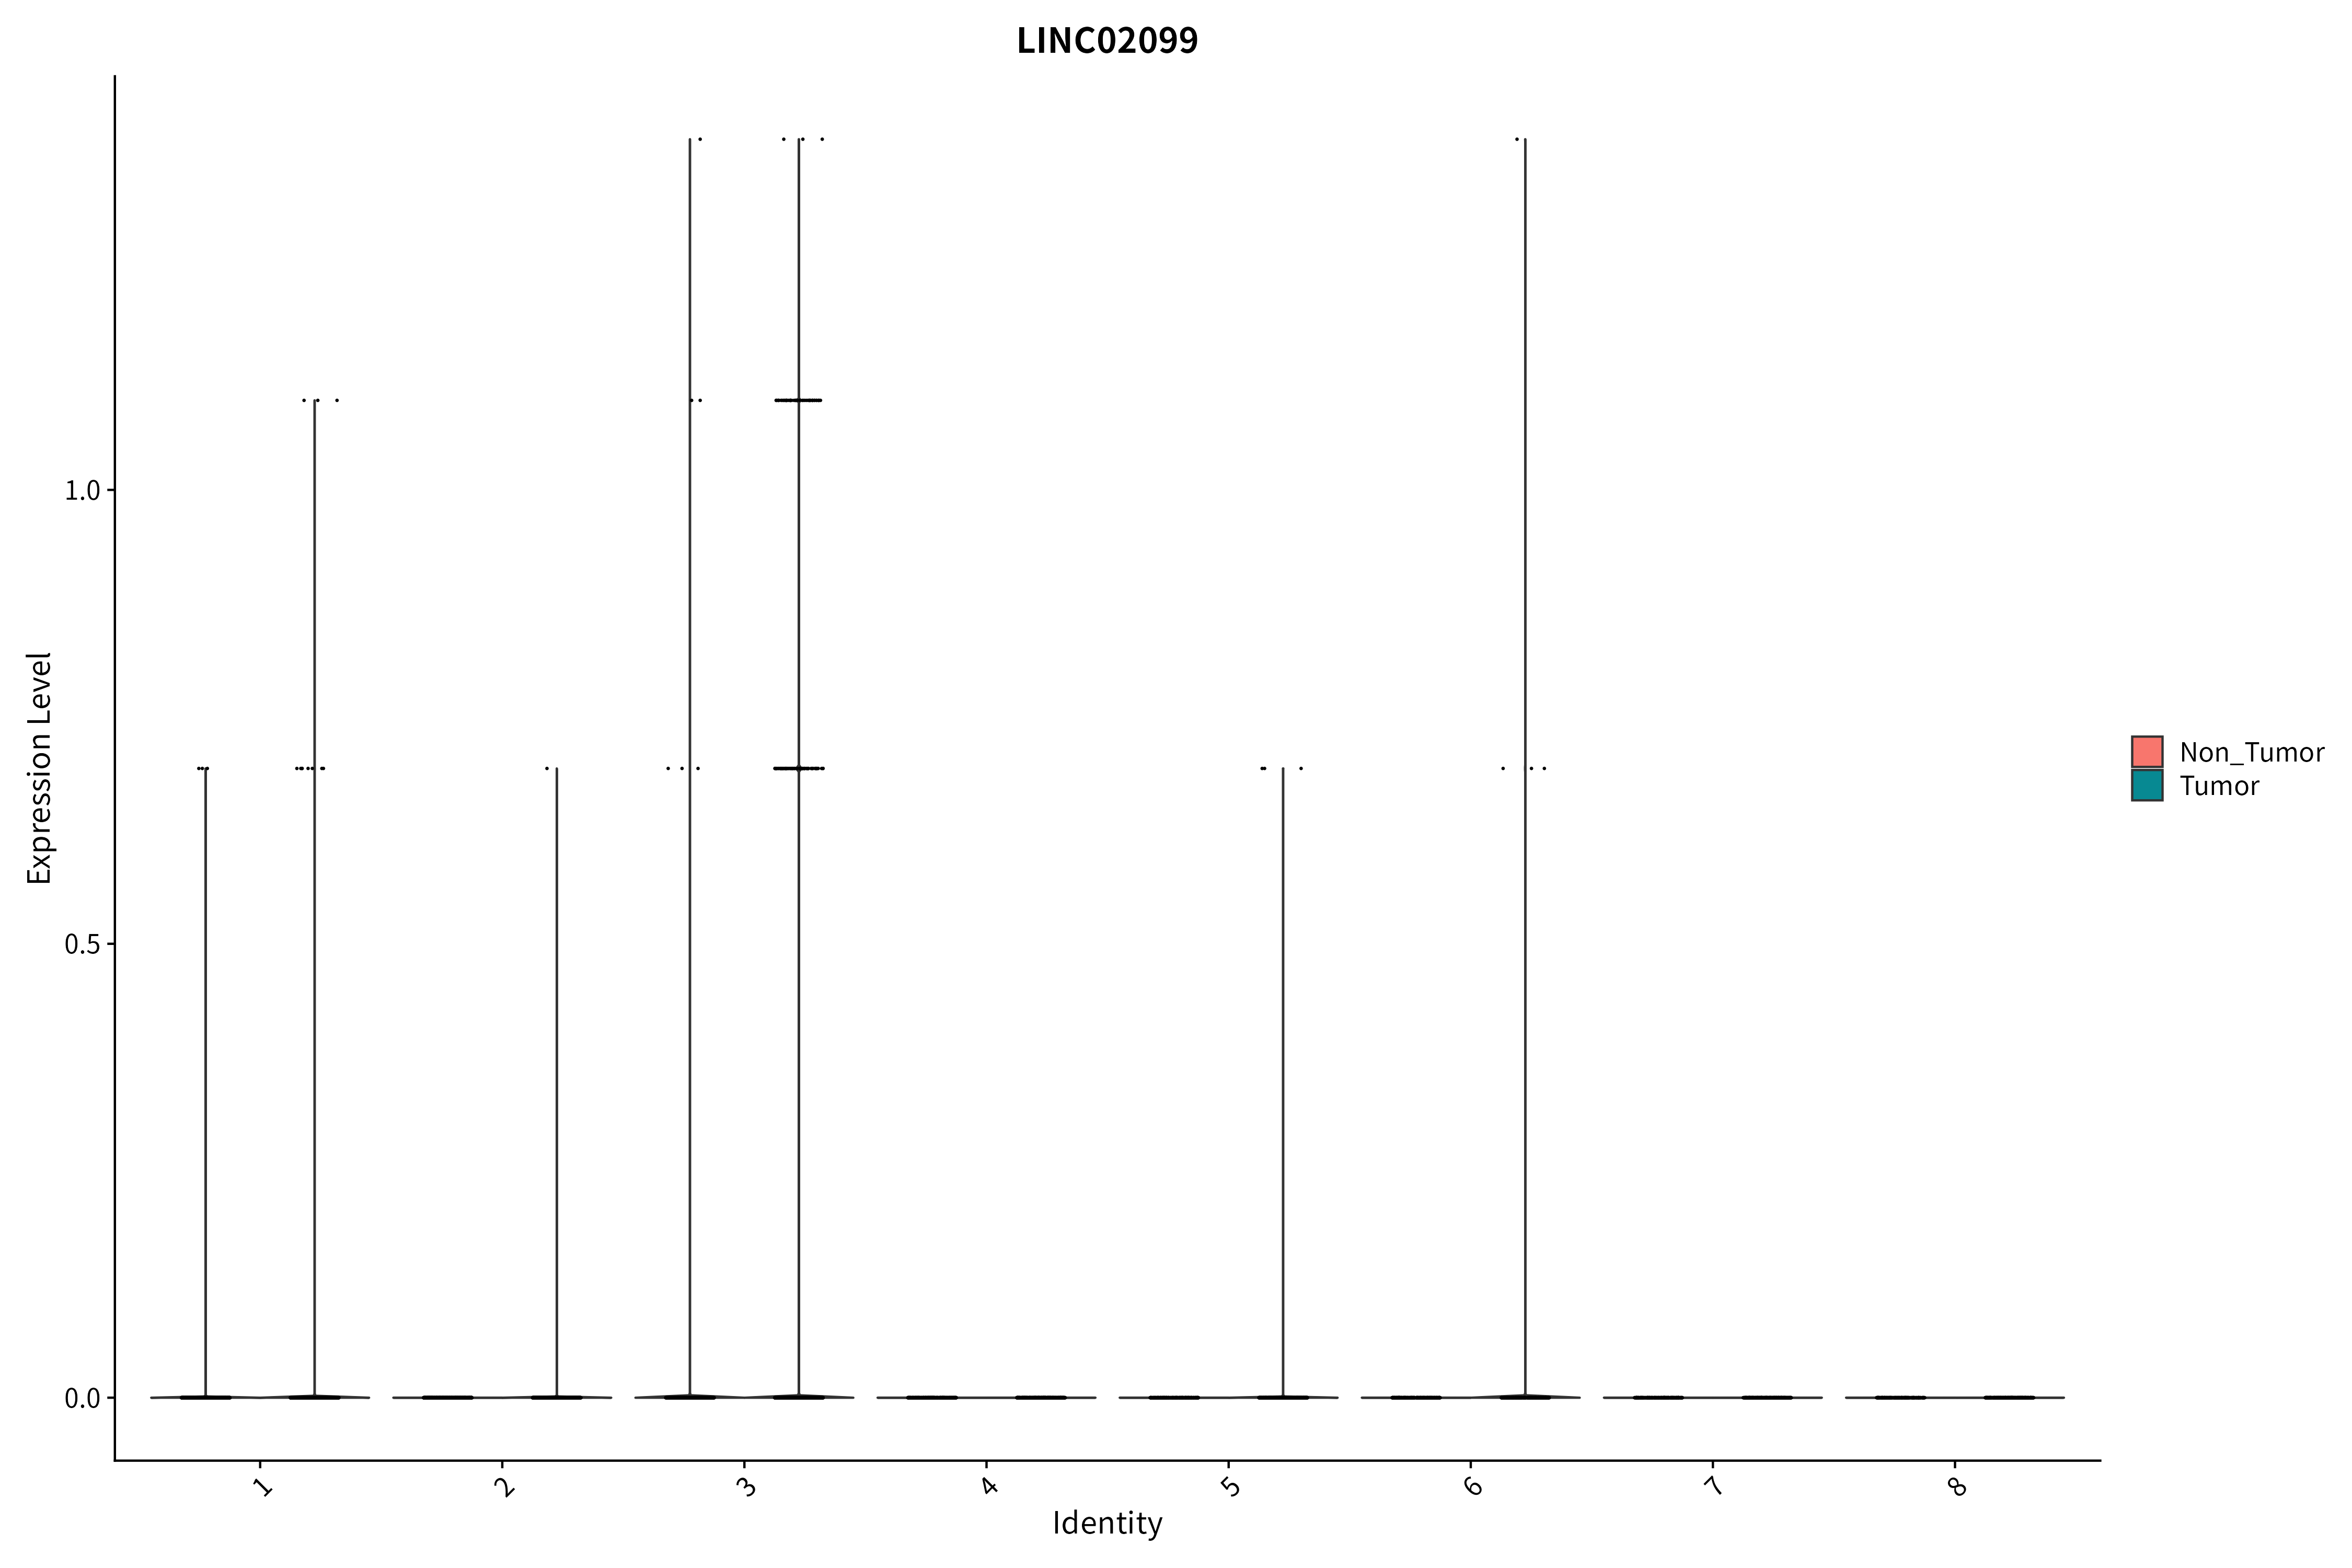 LINC02099
Expression Level
1.0
0.5
0.0
1
2
3
4
5
6
7
8
Identity
Non_Tumor
Tumor